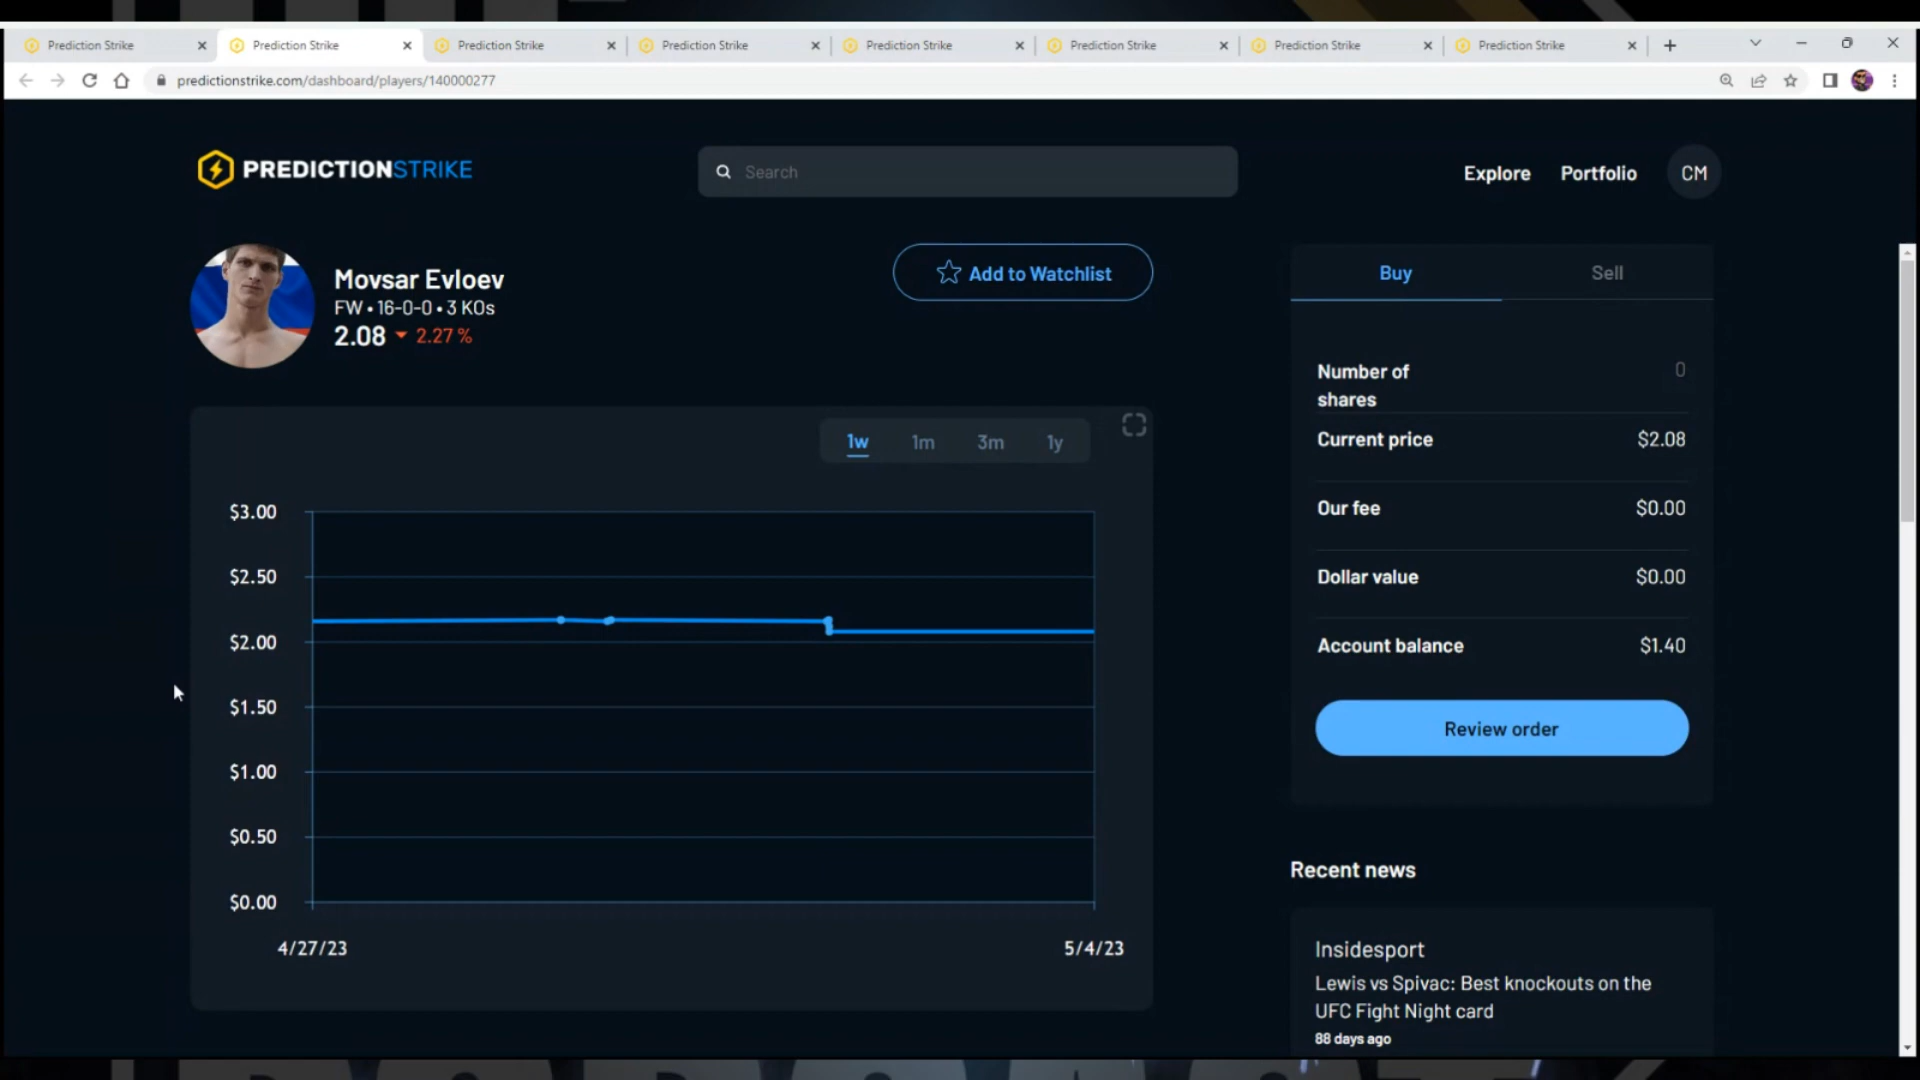 Prediction Strike
Prediction Strike
Prediction Strike
Prediction Strike
Prediction Strike
Prediction Strike
Prediction Strike
Prediction Strike
predictionstrike.com/dashboard/players/140000277
PREDICTIONSTRIKE
Search
Explore
Portfolio
CM
Movsar Evloev
FW • 16-0-0 • 3 KOs
2.08 2.27 %
Add to Watchlist
Buy
Sell
Number of
shares
0
Current price
$2.08
Our fee
$0.00
Dollar value
$0.00
Account balance
$1.40
Review order
1w
1m
3m
1y
$3.00
$2.50
$2.00
$1.50
$1.00
$0.50
$0.00
4/27/23
5/4/23
Recent news
Insidesport
Lewis vs Spivac: Best knockouts on the
UFC Fight Night card
88 days ago